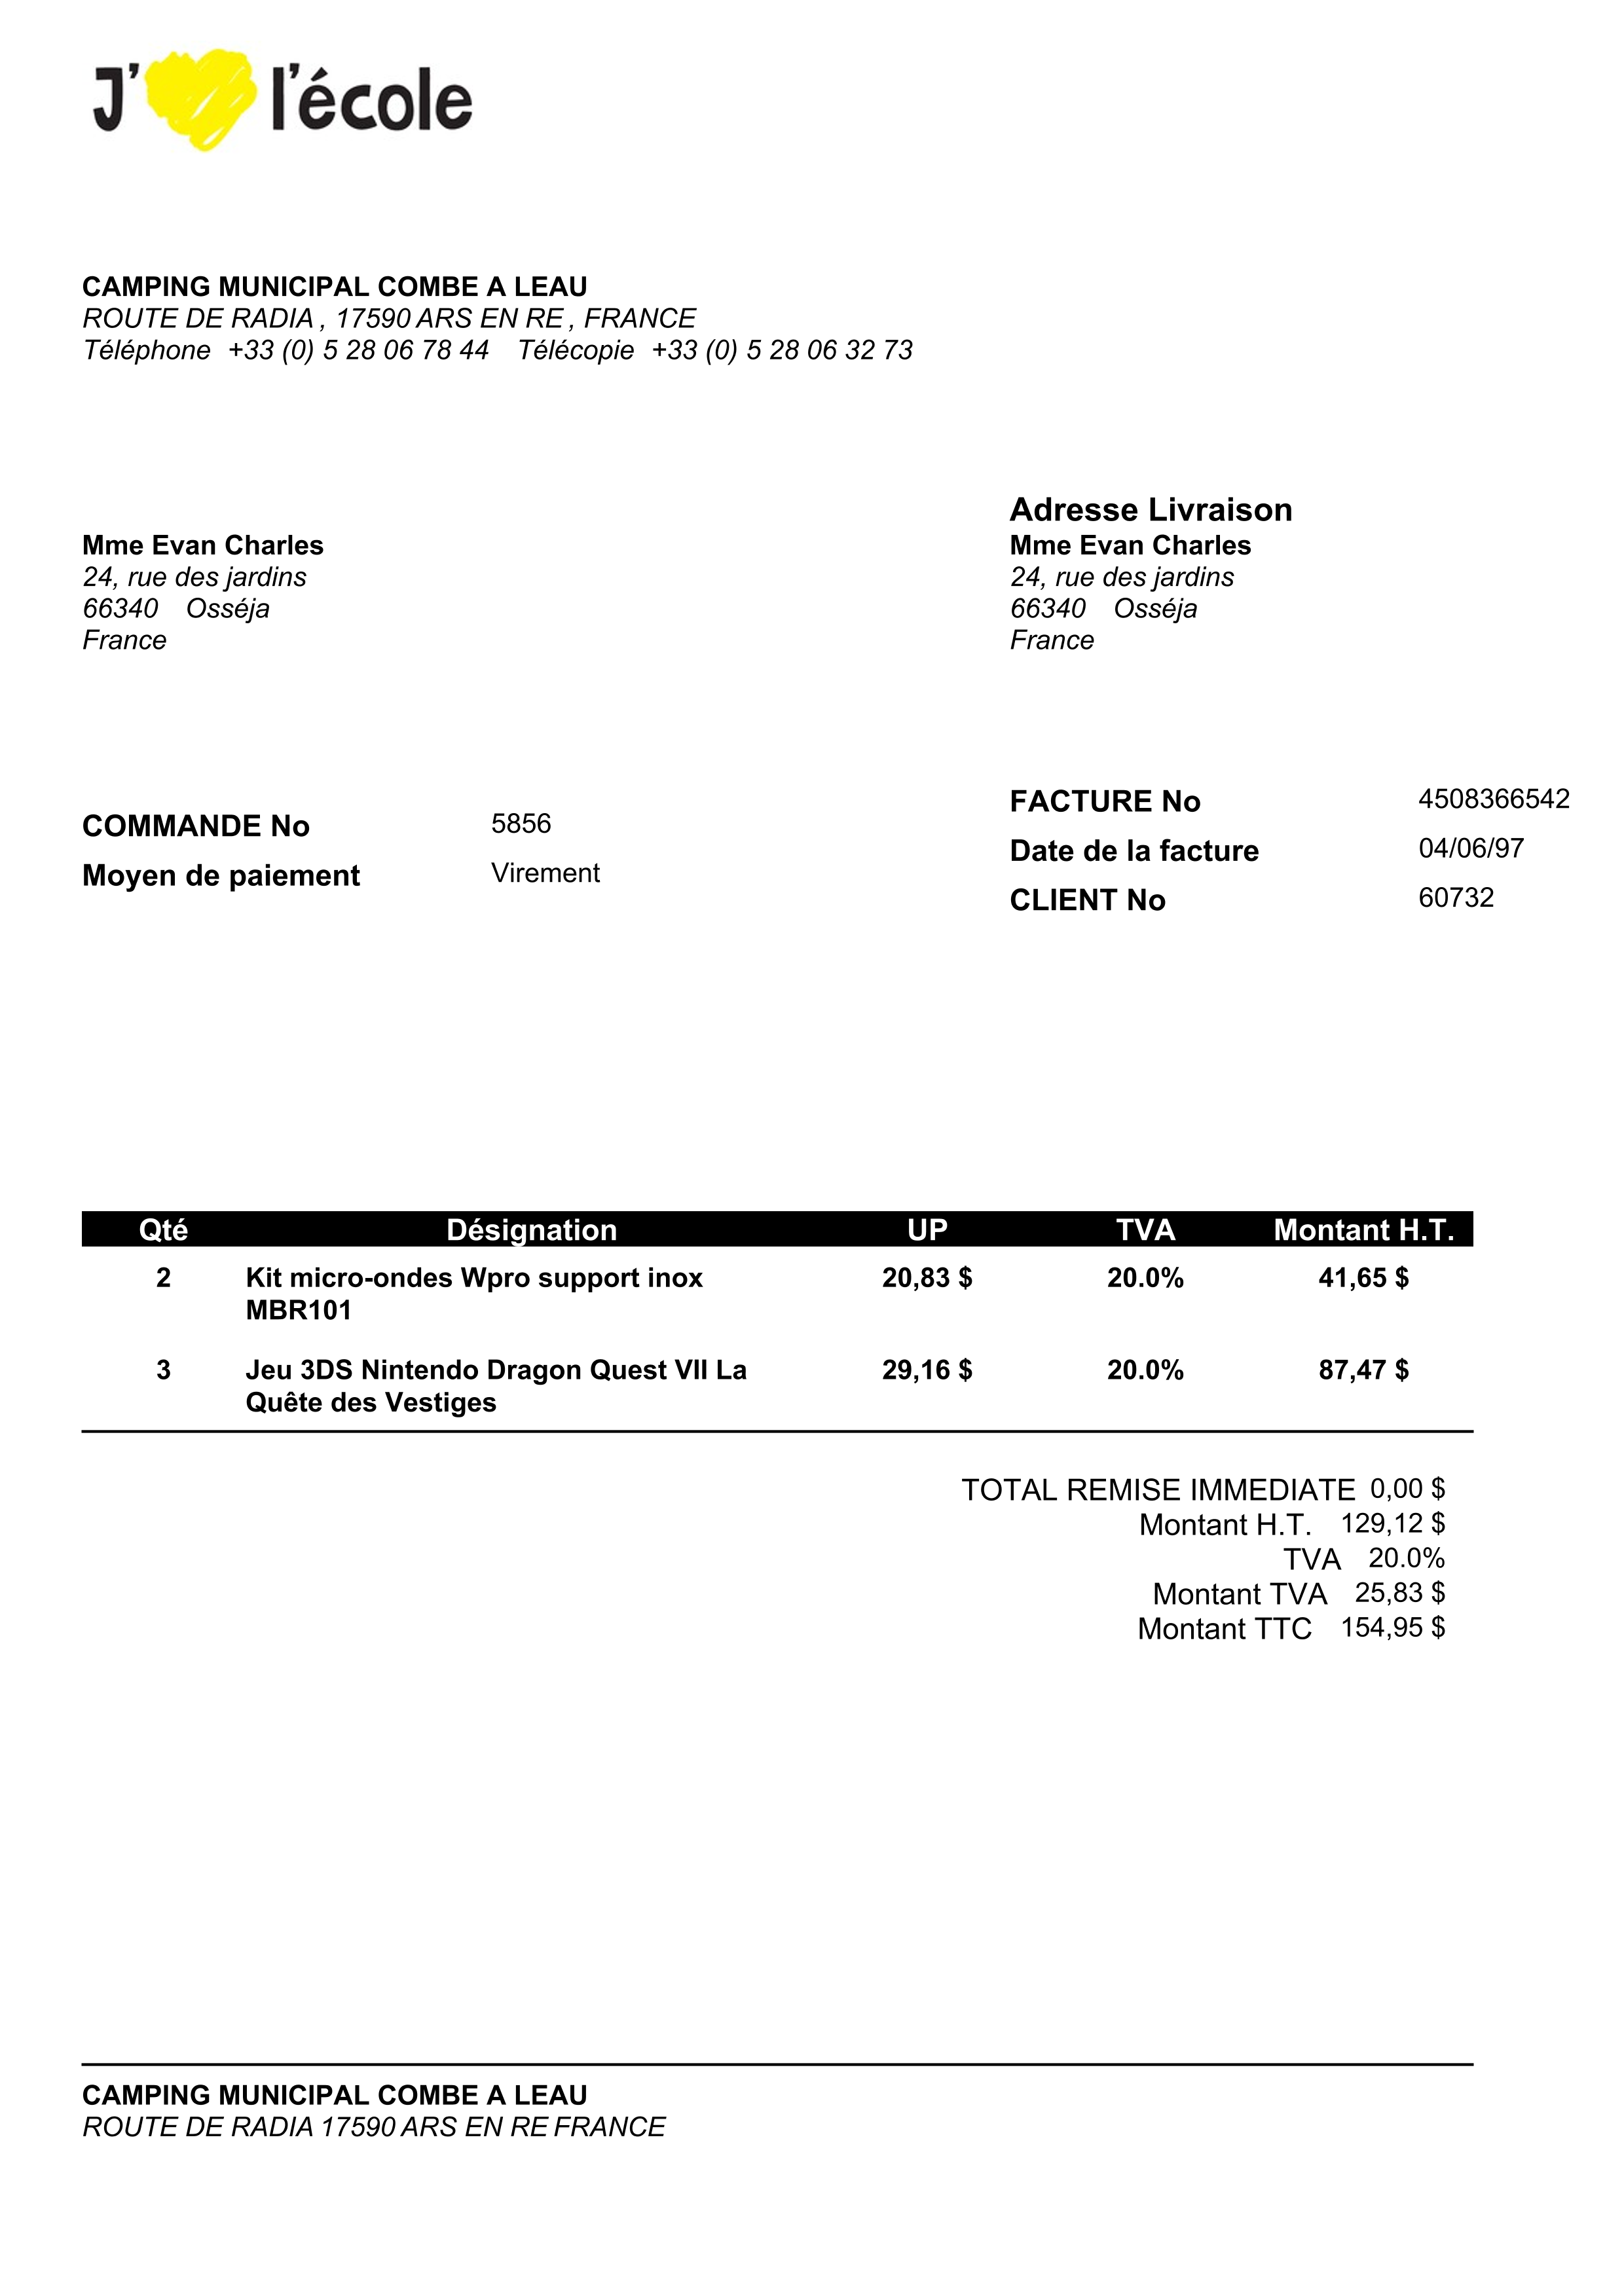 J' l'école
CAMPING MUNICIPAL COMBE A LEAU
ROUTE DE RADIA , 17590 ARS EN RE , FRANCE
Téléphone +33 (0) 5 28 06 78 44 Télécopie +33 (0) 5 28 06 32 73
Mme Evan Charles
24, rue des jardins
66340 Osséja
France
Adresse Livraison
Mme Evan Charles
24, rue des jardins
66340 Osséja
France
COMMANDE No 5856
Moyen de paiement Virement
FACTURE No 4508366542
Date de la facture 04/06/97
CLIENT No 60732
Qté Désignation UP TVA Montant H.T.
2 Kit micro-ondes Wpro support inox 20,83 $ 20.0% 41,65 $
MBR101
3 Jeu 3DS Nintendo Dragon Quest VII La 29,16 $ 20.0% 87,47 $
Quête des Vestiges
TOTAL REMISE IMMEDIATE 0,00 $
Montant H.T. 129,12 $
TVA 20.0%
Montant TVA 25,83 $
Montant TTC 154,95 $
CAMPING MUNICIPAL COMBE A LEAU
ROUTE DE RADIA 17590 ARS EN RE FRANCE